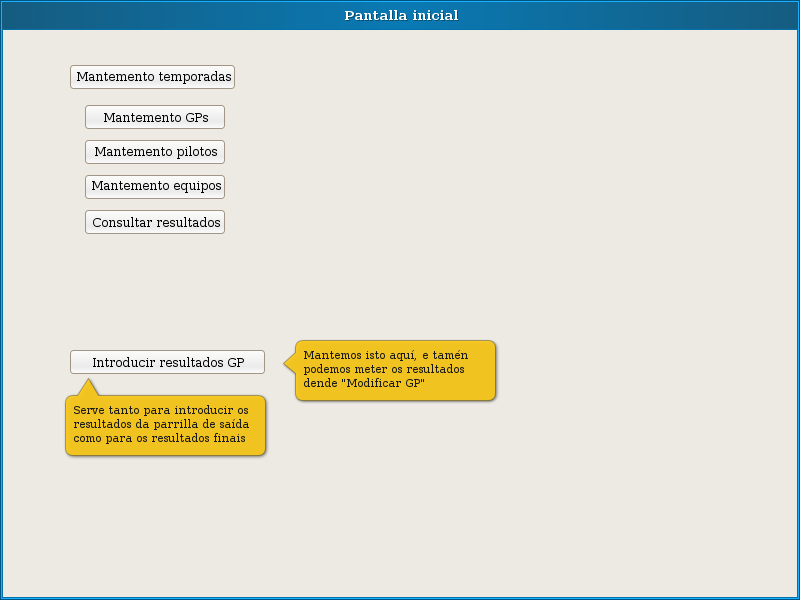 Pantalla inicial
Mantemento temporadas
Mantemento GPs
Mantemento pilotos
Mantemento equipos
Consultar resultados
Introducir resultados GP
Mantemos isto aquí, e tamén
podemos meter os resultados
dende "Modificar GP"
Serve tanto para introducir os
resultados da parrilla de saída
como para os resultados finais